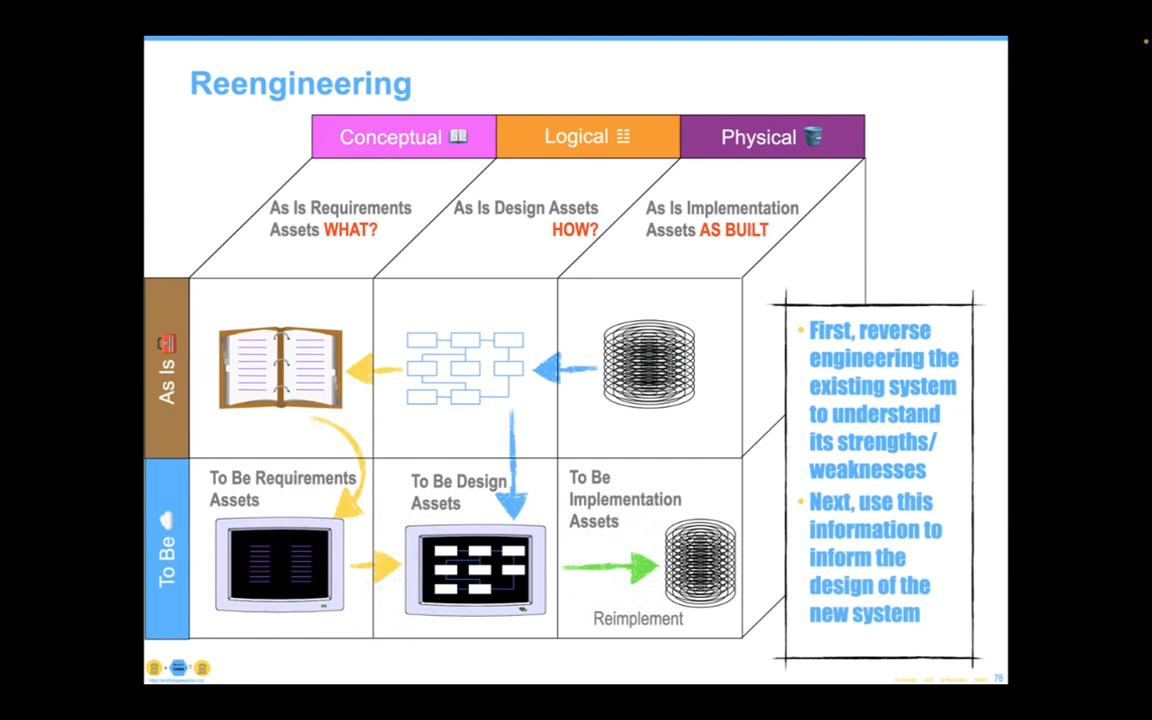 Reengineering
Conceptual
Logical
Physical
As Is Requirements
Assets WHAT?
As Is Design Assets
HOW?
As Is Implementation
Assets AS BUILT
As Is
To Be
To Be Requirements
Assets
To Be Design
Assets
To Be
Implementation
Assets
Reimplement
• First, reverse
engineering the
existing system
to understand
its strengths/
weaknesses
• Next, use this
information to
inform the
design of the
new system
76